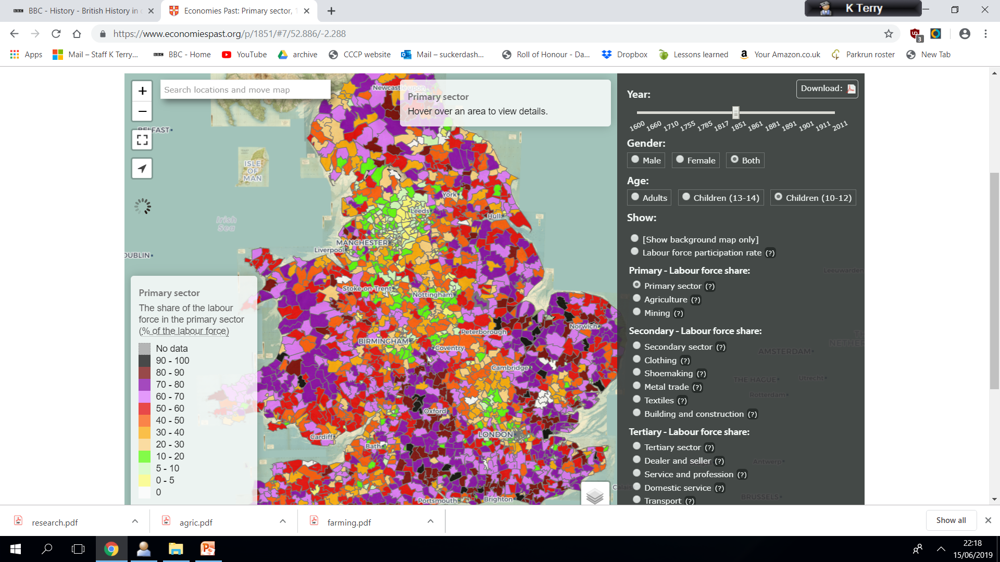 BBC - History - British History in
Economies Past: Primary sector, 1
K Terry
https://www.economiespast.org/p/1851/#7/52.886/-2.288
3
Apps
Mail – Staff K Terry...
BBC - Home
YouTube
archive
CCCP website
Mail – suckerdash...
Roll of Honour - Da...
Dropbox
Lessons learned
Your Amazon.co.uk
Parkrun roster
New Tab
+
−
Search locations and move map
Primary sector
Hover over an area to view details.
BELFAST
ISLE
OF
MAN
Irish
Sea
DUBLIN
York
Leeds
Hull
MANCHESTER
Liverpool
Stoke-on-Trent
Nottingham
Peterborough
Norwich
BIRMINGHAM
Coventry
Cambridge
Oxford
LONDON
Cardiff
Bath
Portsmouth
Brighton
Calais
Primary sector
The share of the labour
force in the primary sector
(% of the labour force)
No data
90 - 100
80 - 90
70 - 80
60 - 70
50 - 60
40 - 50
30 - 40
20 - 30
10 - 20
5 - 10
0 - 5
0
Download:
Year:
1600 1660 1710 1755 1785 1817 1851 1861 1881 1891 1901 1911 2011
Gender:
Male Female Both
Age:
Adults Children (13-14) Children (10-12)
Show:
[Show background map only]
Labour force participation rate (?)
Primary - Labour force share:
Primary sector (?)
Agriculture (?)
Mining (?)
Secondary - Labour force share:
Secondary sector (?)
Clothing (?)
Shoemaking (?)
Metal trade (?)
Textiles (?)
Building and construction (?)
Tertiary - Labour force share:
Tertiary sector (?)
Dealer and seller (?)
Service and profession (?)
Domestic service (?)
Transport (?)
Leeuwarden
AMSTERDAM
THE HAGUE
Utrecht
Rotterdam
Antwerp
BRUSSELS
research.pdf
agric.pdf
farming.pdf
Show all
22:18
15/06/2019